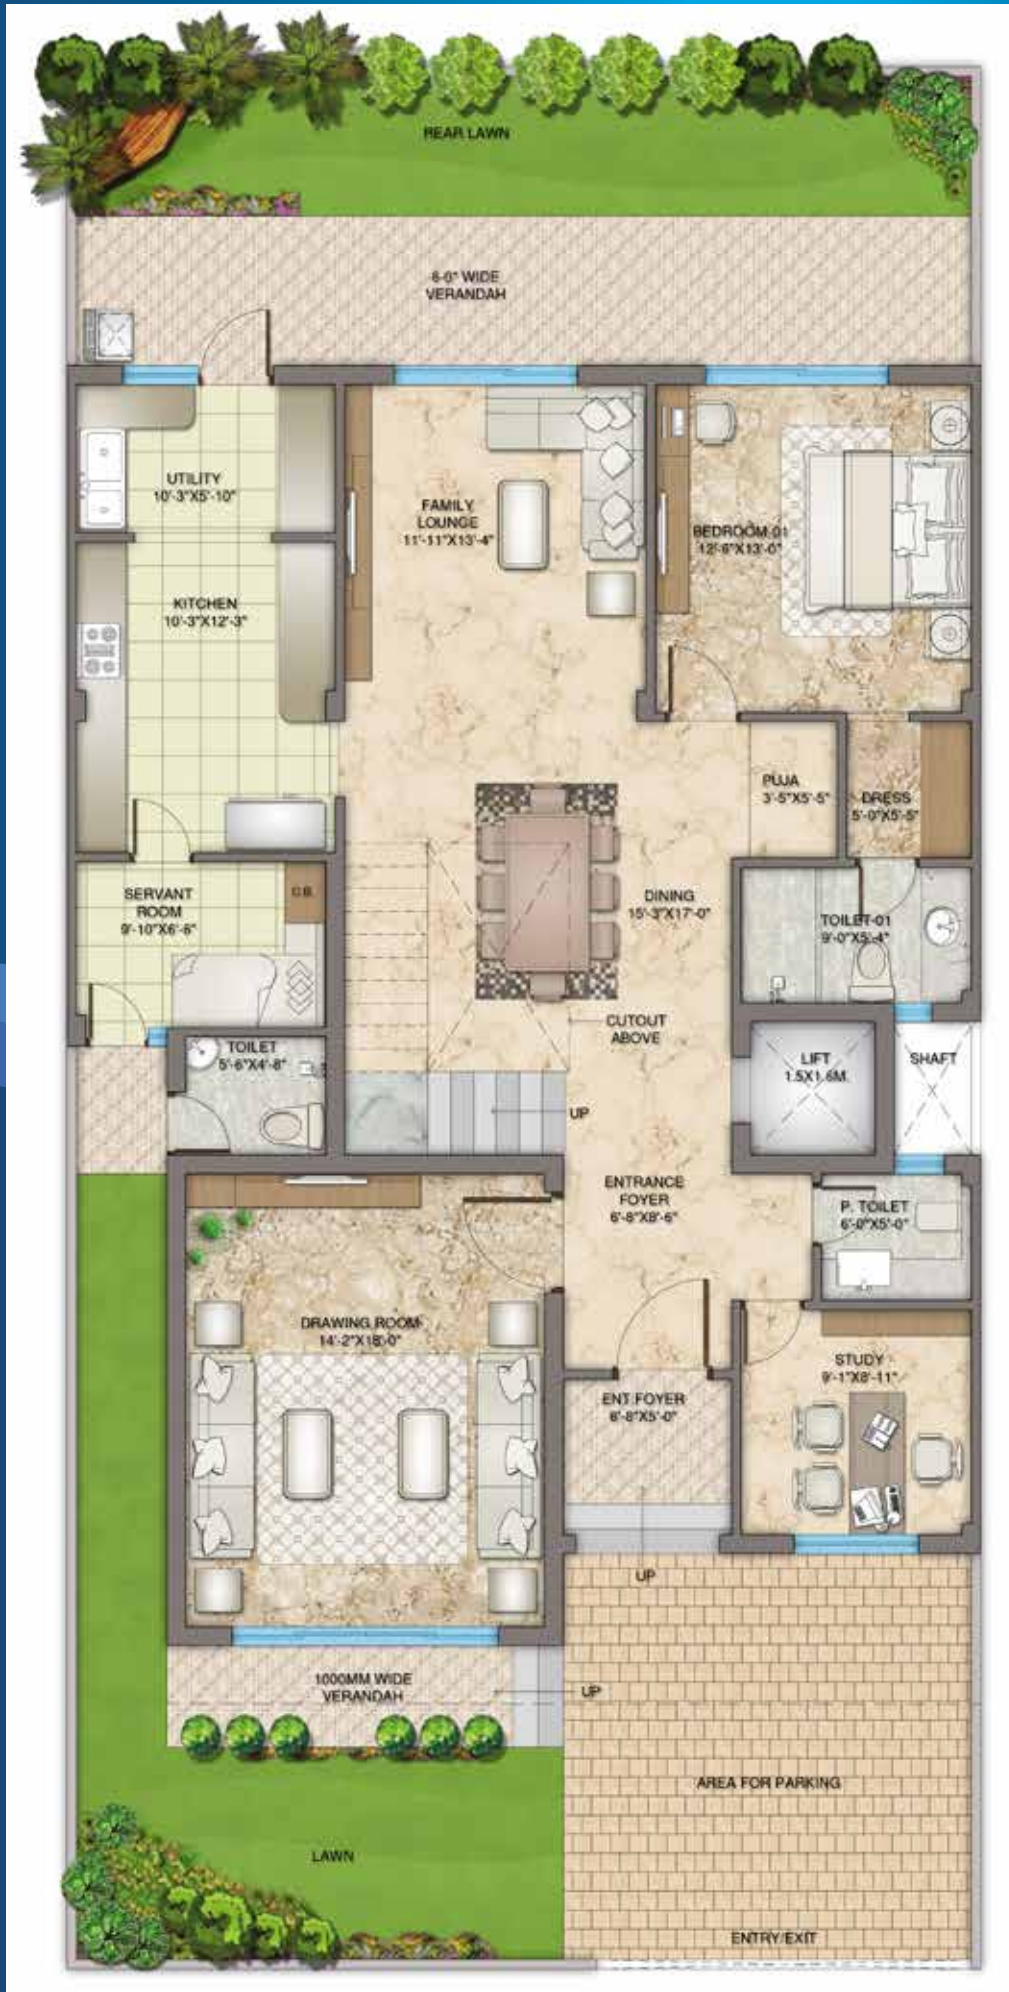 REAR LAWN
6'-0" WIDE
VERANDAH
UTILITY
10'-3"X5'-10"
FAMILY
LOUNGE
11'-11"X13'-4"
BEDROOM-01
12'-6"X13'-0"
KITCHEN
10'-3"X12'-3"
PUJA
3'-5"X5'-5"
DRESS
5'-0"X5'-5"
SERVANT
ROOM
9'-10"X6'-6"
C.B.
DINING
15'-3"X17'-0"
TOILET-01
9'-0"X5'-4"
CUTOUT
ABOVE
TOILET
5'-6"X4'-8"
LIFT
1.5X1.6M.
SHAFT
UP
ENTRANCE
FOYER
6'-8"X8'-6"
P. TOILET
6'-0"X5'-0"
DRAWING ROOM
14'-2"X18'-0"
STUDY
9'-1"X8'-11"
ENT.FOYER
6'-8"X5'-0"
UP
1000MM WIDE
VERANDAH
UP
AREA FOR PARKING
LAWN
ENTRY/EXIT